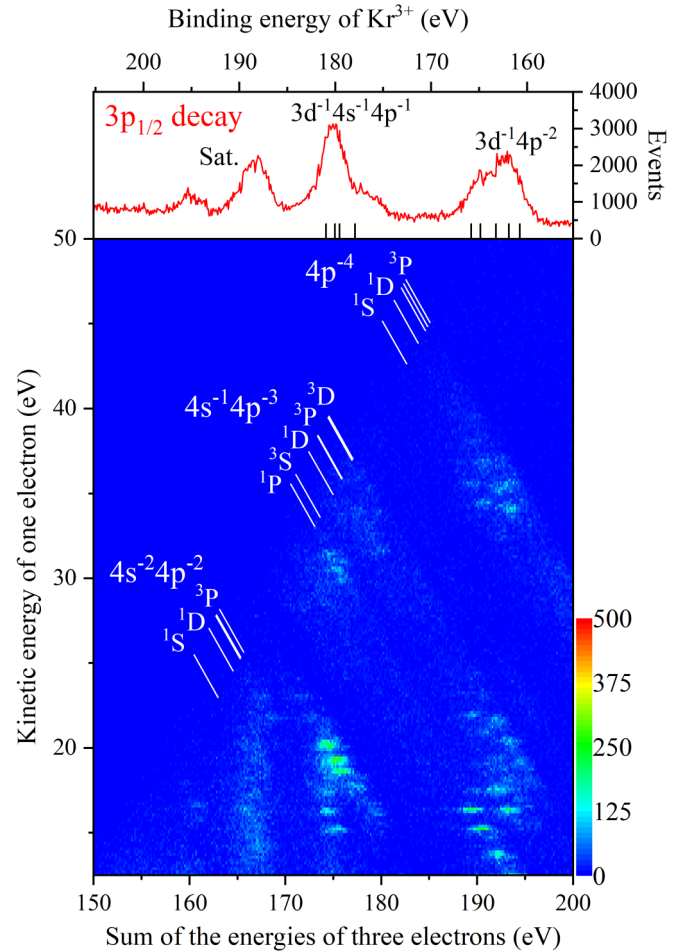 Binding energy of Kr³⁺ (eV)
200 190 180 170 160
3p₁/₂ decay
Sat.
3d⁻¹4s⁻¹4p⁻¹
3d⁻¹4p⁻²
4000
3000
2000
1000
0
Events
50
40
30
20
Kinetic energy of one electron (eV)
4p⁻⁴
³P
¹D
¹S
4s⁻¹4p⁻³
³D
³P
¹D
³S
¹P
4s⁻²4p⁻²
³P
¹D
¹S
500
375
250
125
0
150 160 170 180 190 200
Sum of the energies of three electrons (eV)